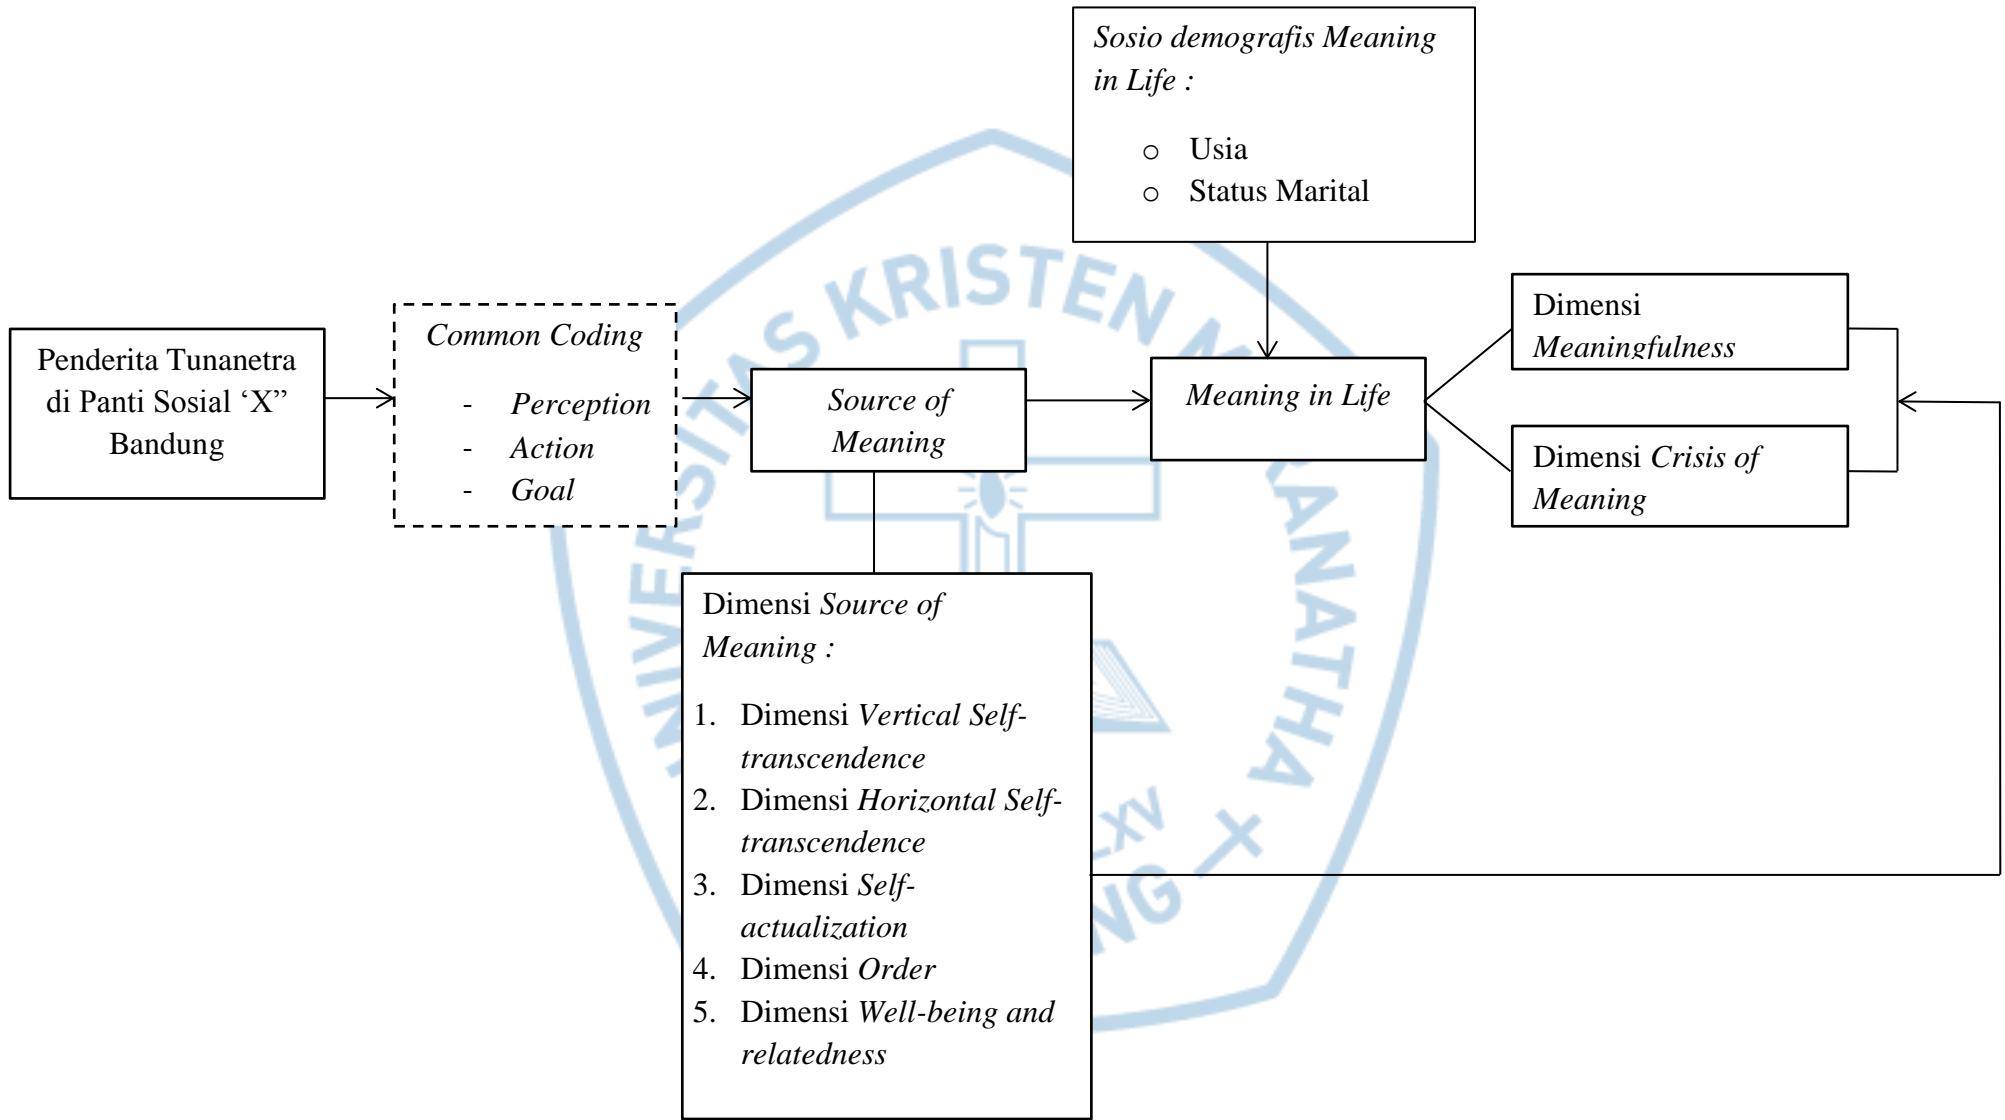 Sosio demografis Meaning
in Life :
o Usia
o Status Marital
Penderita Tunanetra
di Panti Sosial ‘X”
Bandung
Common Coding
- Perception
- Action
- Goal
Source of
Meaning
Meaning in Life
Dimensi
Meaningfulness
Dimensi Crisis of
Meaning
Dimensi Source of
Meaning :
1. Dimensi Vertical Self-
transcendence
2. Dimensi Horizontal Self-
transcendence
3. Dimensi Self-
actualization
4. Dimensi Order
5. Dimensi Well-being and
relatedness
KRISTEN